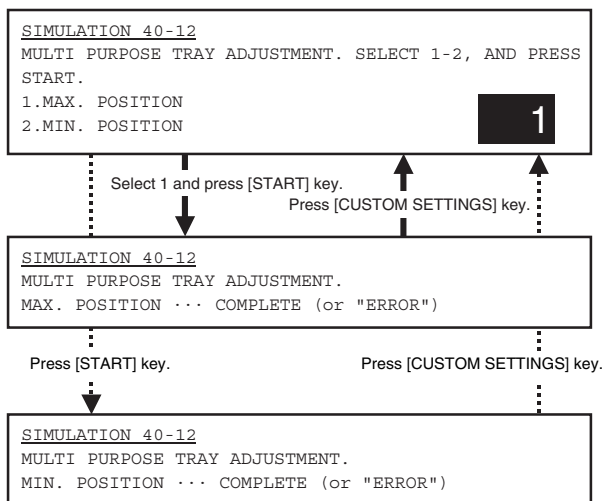 SIMULATION 40-12
MULTI PURPOSE TRAY ADJUSTMENT. SELECT 1-2, AND PRESS
START.
1.MAX. POSITION
2.MIN. POSITION
1
Select 1 and press [START] key.
Press [CUSTOM SETTINGS] key.
SIMULATION 40-12
MULTI PURPOSE TRAY ADJUSTMENT.
MAX. POSITION ··· COMPLETE (or "ERROR")
Press [START] key.
Press [CUSTOM SETTINGS] key.
SIMULATION 40-12
MULTI PURPOSE TRAY ADJUSTMENT.
MIN. POSITION ··· COMPLETE (or "ERROR")